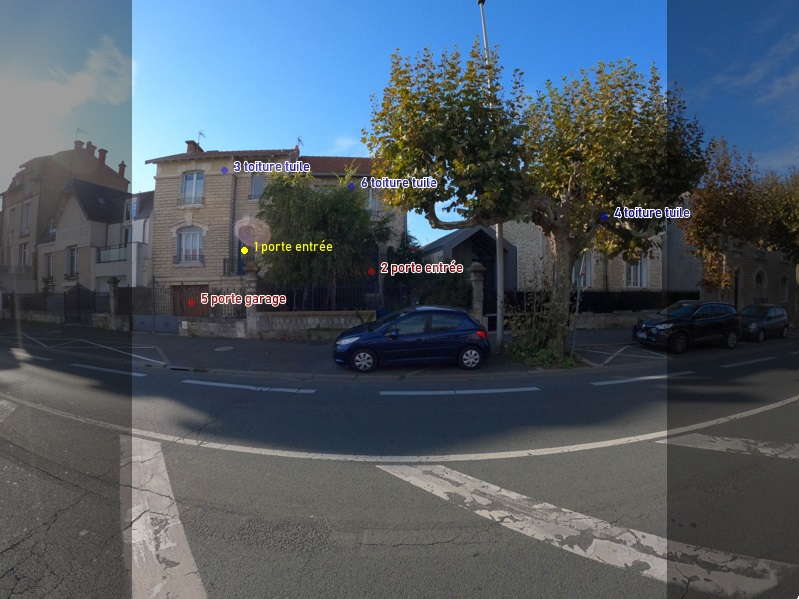 3 toiture tuile
6 toiture tuile
4 toiture tuile
1 porte entrée
2 porte entrée
5 porte garage